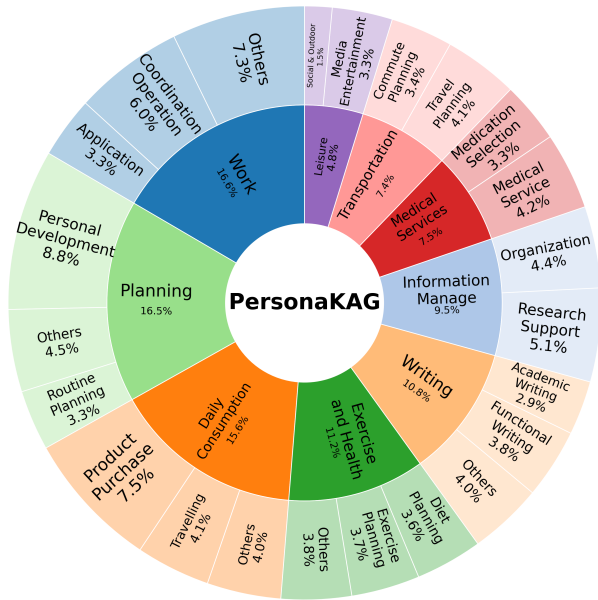 PersonaKAG
Work
16.6%
Leisure
4.8%
Transportation
7.4%
Medical
Services
7.5%
Information
Manage
9.5%
Writing
10.8%
Exercise
and Health
11.2%
Daily
Consumption
15.6%
Planning
16.5%
Social & Outdoor
1.5%
Media
Entertainment
3.3%
Commute
Planning
3.4%
Travel
Planning
4.1%
Medication
Selection
3.3%
Medical
Service
4.2%
Organization
4.4%
Research
Support
5.1%
Academic
Writing
2.9%
Functional
Writing
3.8%
Others
4.0%
Diet
Planning
3.6%
Exercise
Planning
3.7%
Others
3.8%
Others
4.0%
Travelling
4.1%
Product
Purchase
7.5%
Routine
Planning
3.3%
Others
4.5%
Personal
Development
8.8%
Application
3.3%
Coordination
Operation
6.0%
Others
7.3%